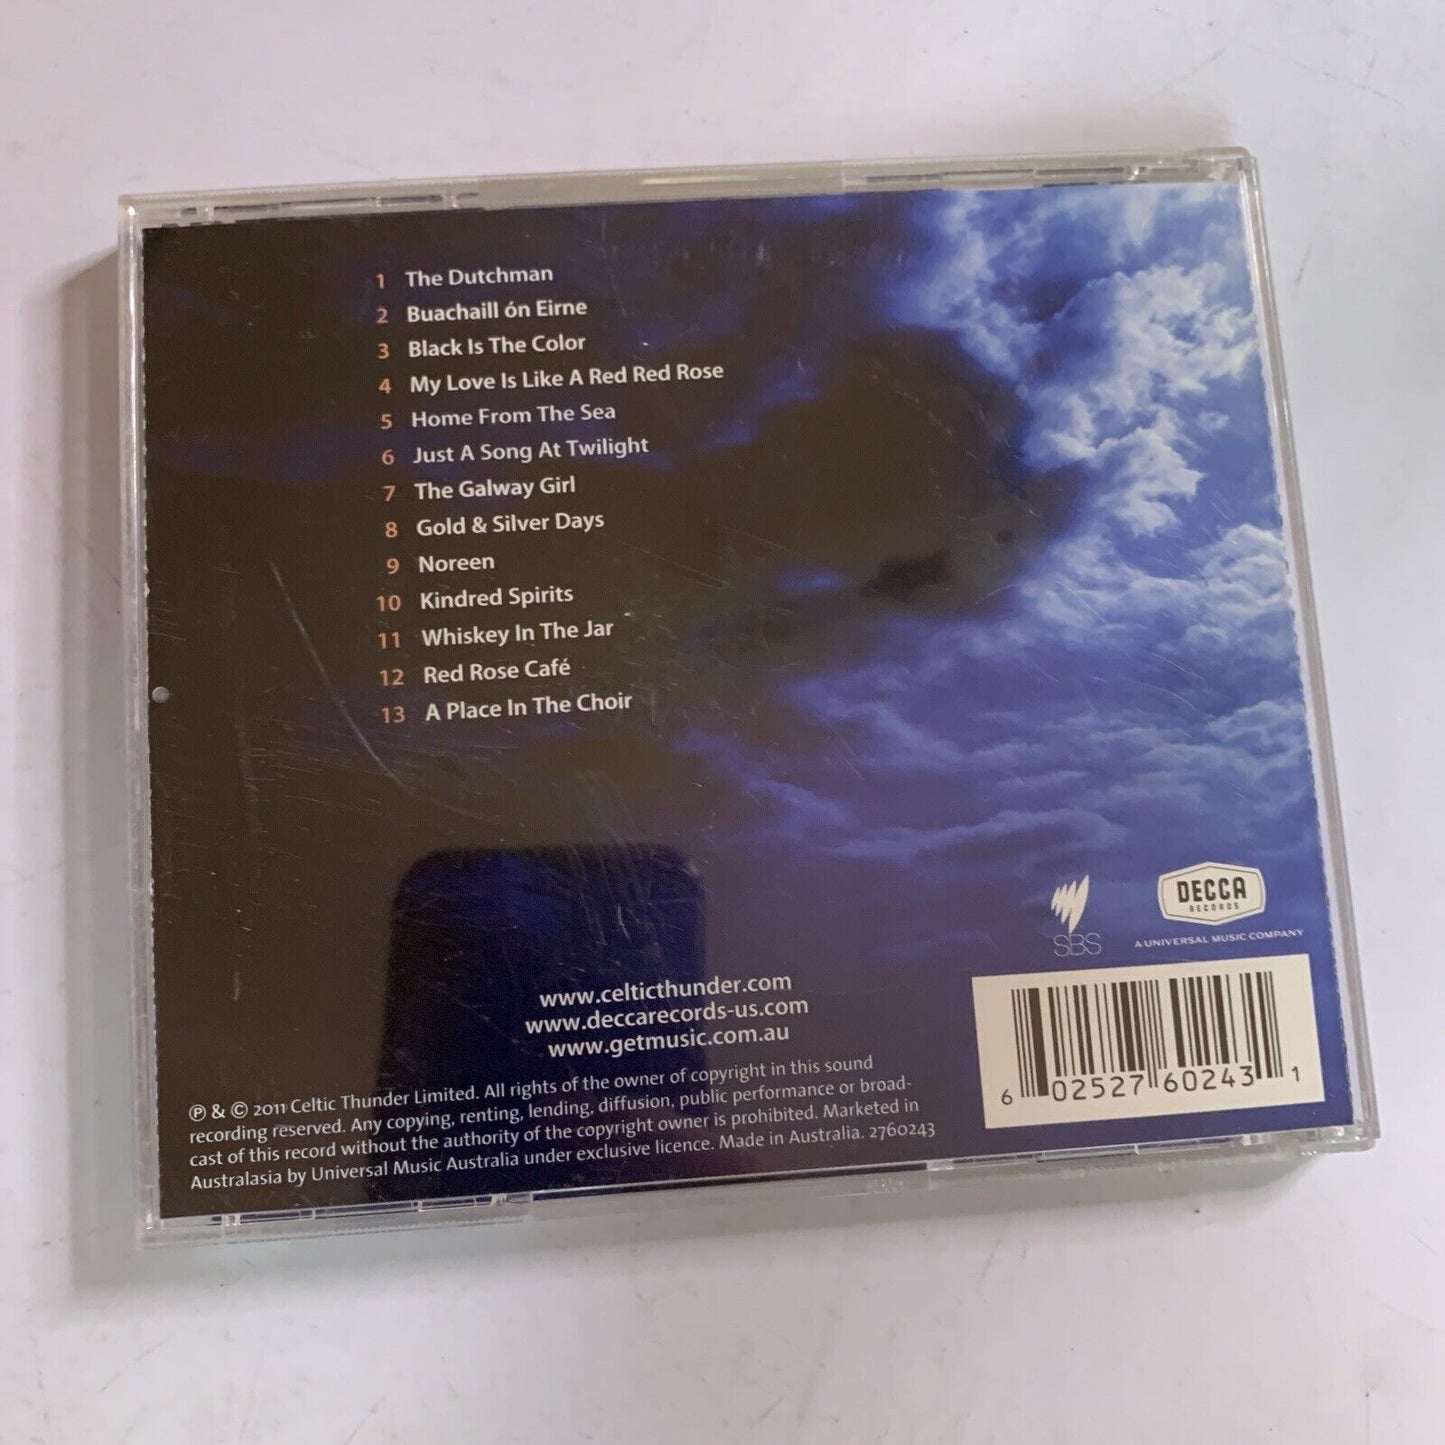 1 The Dutchman
2 Buachaill ón Eirne
3 Black Is The Color
4 My Love Is Like A Red Red Rose
5 Home From The Sea
6 Just A Song At Twilight
7 The Galway Girl
8 Gold & Silver Days
9 Noreen
10 Kindred Spirits
11 Whiskey In The Jar
12 Red Rose Café
13 A Place In The Choir
SBS
DECCA
RECORDS
A UNIVERSAL MUSIC COMPANY
www.celticthunder.com
www.deccarecords-us.com
www.getmusic.com.au
℗ & © 2011 Celtic Thunder Limited. All rights of the owner of copyright in this sound
recording reserved. Any copying, renting, lending, diffusion, public performance or broad-
cast of this record without the authority of the copyright owner is prohibited. Marketed in
Australasia by Universal Music Australia under exclusive licence. Made in Australia. 2760243
6 02527 60243 1